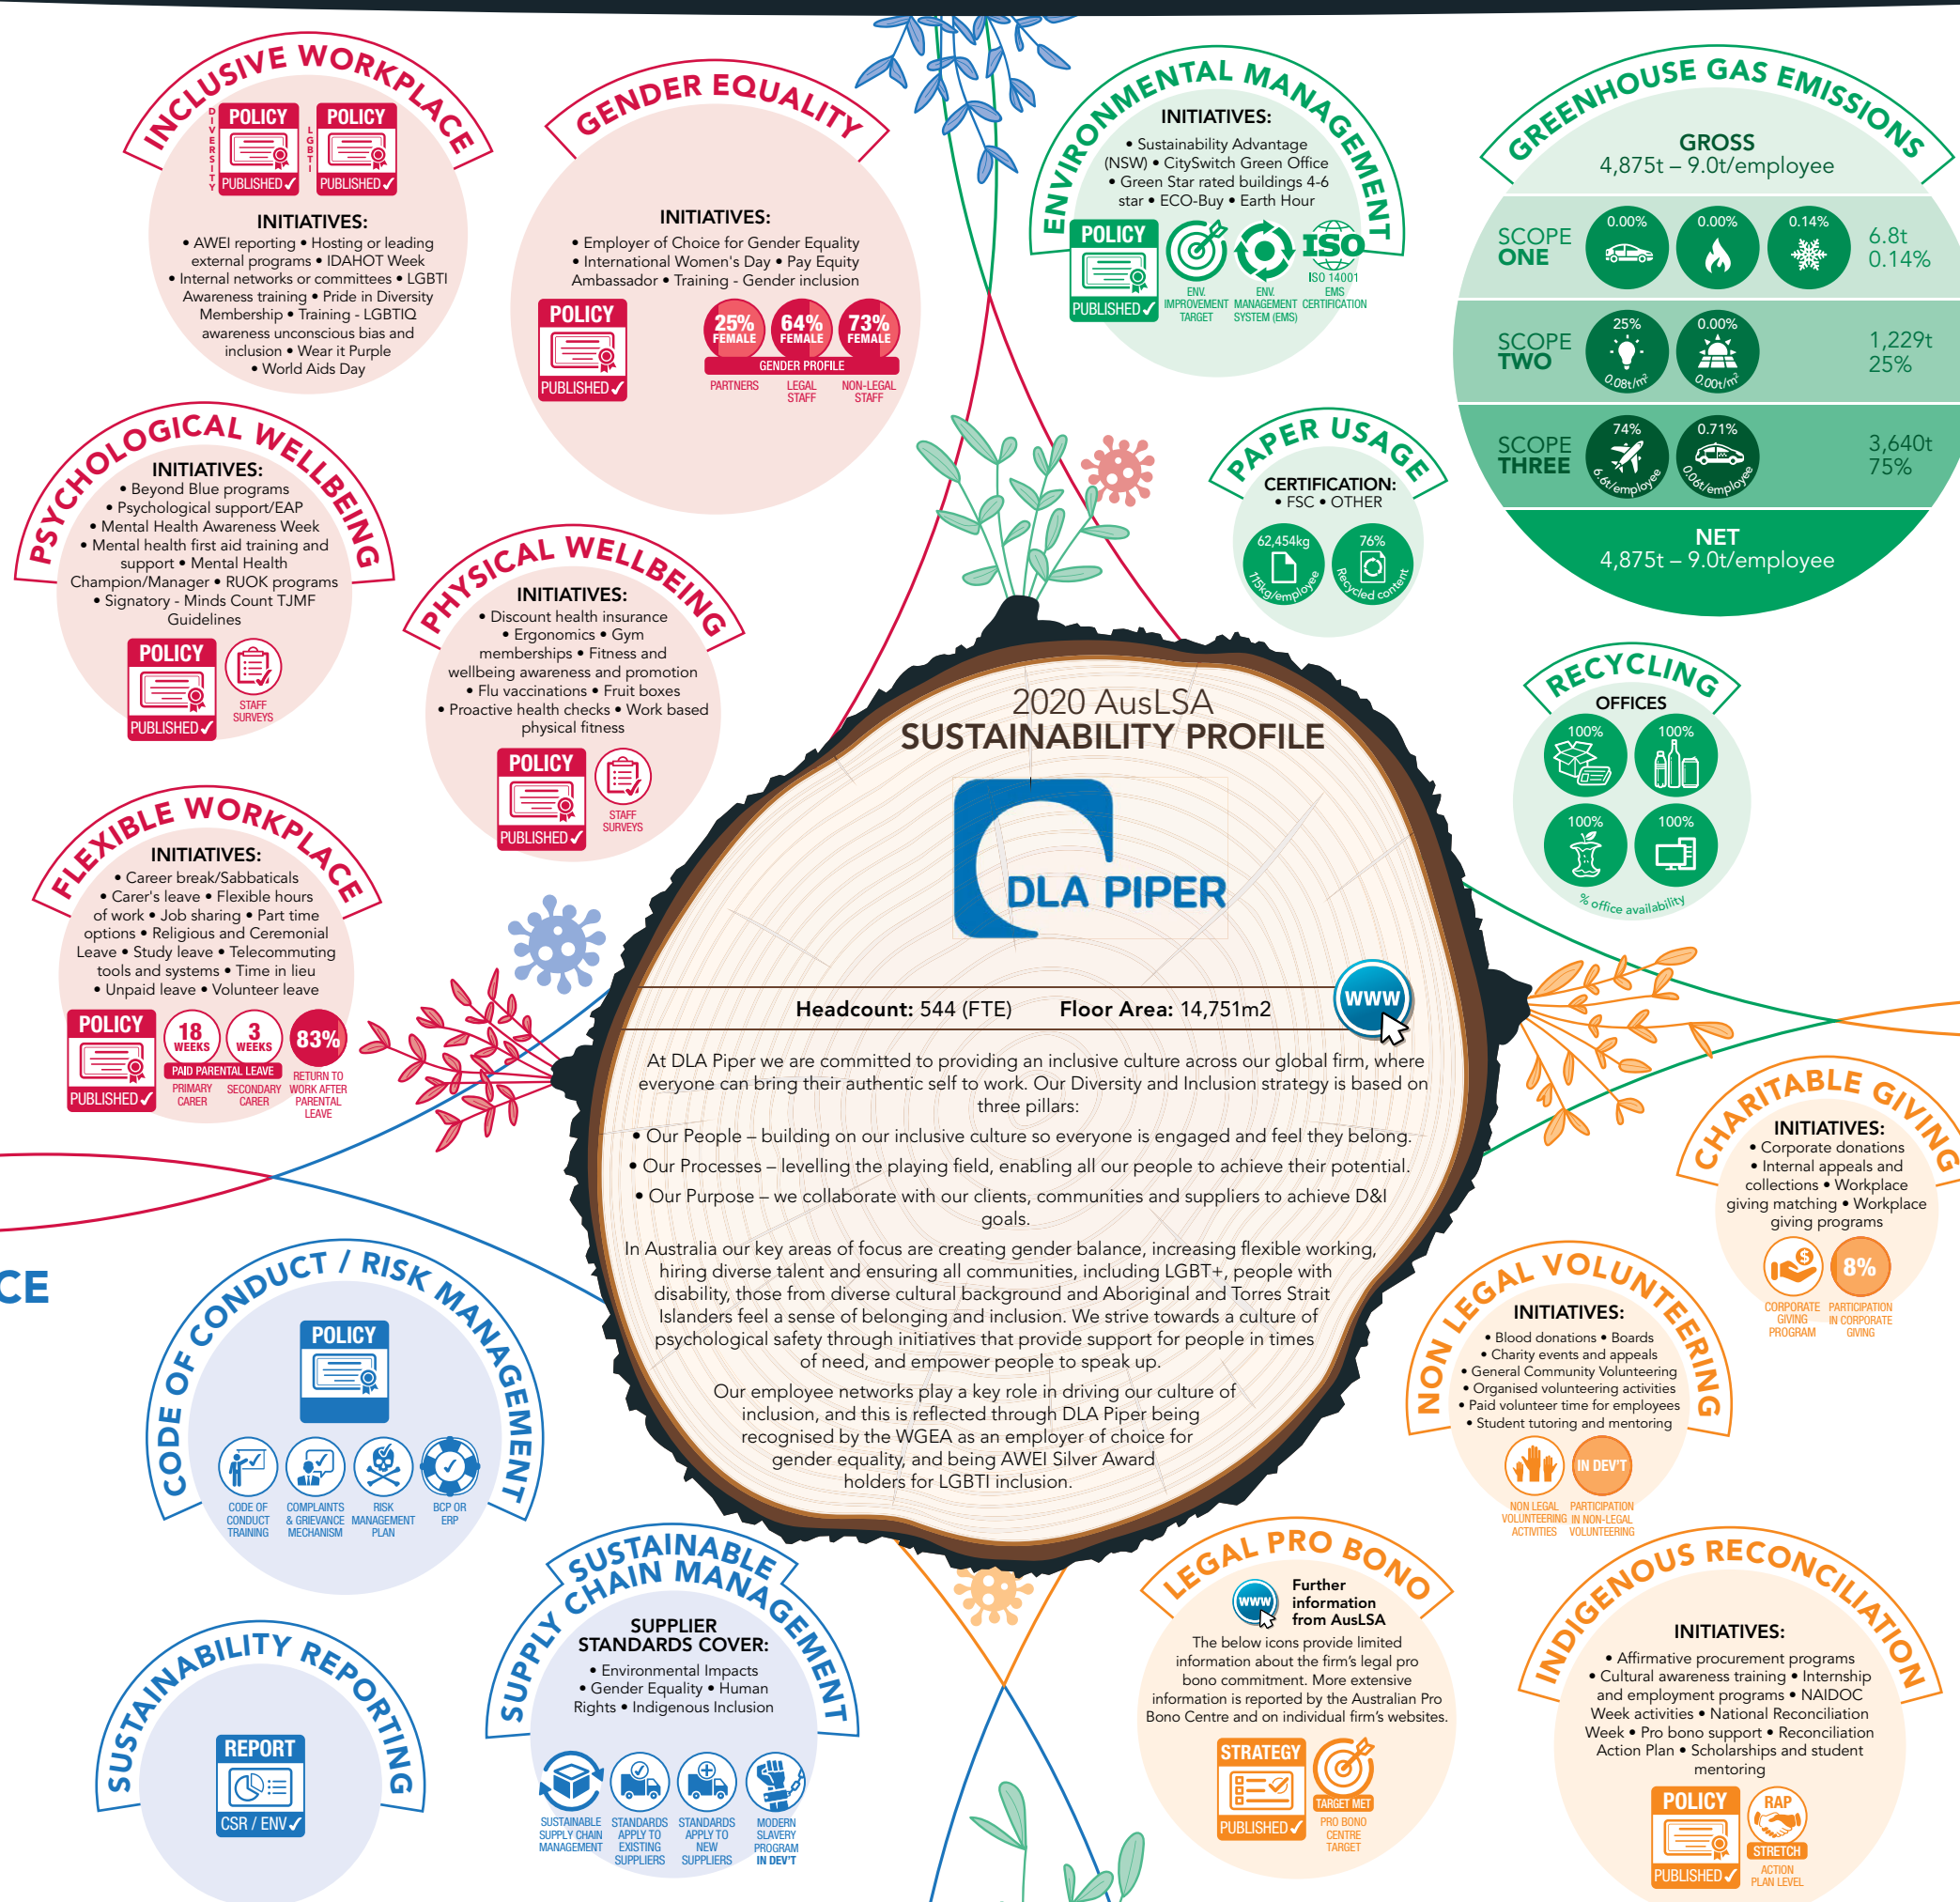 INCLUSIVE WORKPLACE
DIVERSITY
POLICY
PUBLISHED ✓
LGBTI
POLICY
PUBLISHED ✓
INITIATIVES:
• AWEI reporting • Hosting or leading
external programs • IDAHOT Week
• Internal networks or committees • LGBTI
Awareness training • Pride in Diversity
Membership • Training - LGBTIQ
awareness unconscious bias and
inclusion • Wear it Purple
• World Aids Day
GENDER EQUALITY
INITIATIVES:
• Employer of Choice for Gender Equality
• International Women's Day • Pay Equity
Ambassador • Training - Gender inclusion
POLICY
PUBLISHED ✓
25%
FEMALE
64%
FEMALE
73%
FEMALE
GENDER PROFILE
PARTNERS
LEGAL
STAFF
NON-LEGAL
STAFF
ENVIRONMENTAL MANAGEMENT
INITIATIVES:
• Sustainability Advantage
(NSW) • CitySwitch Green Office
• Green Star rated buildings 4-6
star • ECO-Buy • Earth Hour
POLICY
PUBLISHED ✓
ENV.
IMPROVEMENT
TARGET
ENV.
MANAGEMENT
SYSTEM (EMS)
ISO
ISO 14001
EMS
CERTIFICATION
GREENHOUSE GAS EMISSIONS
GROSS
4,875t – 9.0t/employee
SCOPE
ONE
0.00%
0.00%
0.14%
6.8t
0.14%
SCOPE
TWO
25%
0.08t/m²
0.00%
0.00t/m²
1,229t
25%
SCOPE
THREE
74%
6.6t/employee
0.71%
0.06t/employee
3,640t
75%
NET
4,875t – 9.0t/employee
PSYCHOLOGICAL WELLBEING
INITIATIVES:
• Beyond Blue programs
• Psychological support/EAP
• Mental Health Awareness Week
• Mental health first aid training and
support • Mental Health
Champion/Manager • RUOK programs
• Signatory - Minds Count TJMF
Guidelines
POLICY
PUBLISHED ✓
STAFF
SURVEYS
PHYSICAL WELLBEING
INITIATIVES:
• Discount health insurance
• Ergonomics • Gym
memberships • Fitness and
wellbeing awareness and promotion
• Flu vaccinations • Fruit boxes
• Proactive health checks • Work based
physical fitness
POLICY
PUBLISHED ✓
STAFF
SURVEYS
PAPER USAGE
CERTIFICATION:
• FSC • OTHER
62,454kg
115kg/employee
76%
Recycled content
RECYCLING
OFFICES
100%
100%
100%
100%
% office availability
FLEXIBLE WORKPLACE
INITIATIVES:
• Career break/Sabbaticals
• Carer's leave • Flexible hours
of work • Job sharing • Part time
options • Religious and Ceremonial
Leave • Study leave • Telecommuting
tools and systems • Time in lieu
• Unpaid leave • Volunteer leave
POLICY
PUBLISHED ✓
18
WEEKS
3
WEEKS
PAID PARENTAL LEAVE
PRIMARY
CARER
SECONDARY
CARER
83%
RETURN TO
WORK AFTER
PARENTAL
LEAVE
2020 AusLSA
SUSTAINABILITY PROFILE
DLA PIPER
www
Headcount: 544 (FTE) Floor Area: 14,751m2
At DLA Piper we are committed to providing an inclusive culture across our global firm, where
everyone can bring their authentic self to work. Our Diversity and Inclusion strategy is based on
three pillars:
• Our People – building on our inclusive culture so everyone is engaged and feel they belong.
• Our Processes – levelling the playing field, enabling all our people to achieve their potential.
• Our Purpose – we collaborate with our clients, communities and suppliers to achieve D&I
goals.
In Australia our key areas of focus are creating gender balance, increasing flexible working,
hiring diverse talent and ensuring all communities, including LGBT+, people with
disability, those from diverse cultural background and Aboriginal and Torres Strait
Islanders feel a sense of belonging and inclusion. We strive towards a culture of
psychological safety through initiatives that provide support for people in times
of need, and empower people to speak up.
Our employee networks play a key role in driving our culture of
inclusion, and this is reflected through DLA Piper being
recognised by the WGEA as an employer of choice for
gender equality, and being AWEI Silver Award
holders for LGBTI inclusion.
CHARITABLE GIVING
INITIATIVES:
• Corporate donations
• Internal appeals and
collections • Workplace
giving matching • Workplace
giving programs
CORPORATE
GIVING
PROGRAM
8%
PARTICIPATION
IN CORPORATE
GIVING
CE
CODE OF CONDUCT / RISK MANAGEMENT
POLICY
CODE OF
CONDUCT
TRAINING
COMPLAINTS
& GRIEVANCE
MECHANISM
RISK
MANAGEMENT
PLAN
BCP OR
ERP
NON LEGAL VOLUNTEERING
INITIATIVES:
• Blood donations • Boards
• Charity events and appeals
• General Community Volunteering
• Organised volunteering activities
• Paid volunteer time for employees
• Student tutoring and mentoring
NON LEGAL
VOLUNTEERING
ACTIVITIES
IN DEV'T
PARTICIPATION
IN NON-LEGAL
VOLUNTEERING
SUSTAINABILITY REPORTING
REPORT
CSR / ENV ✓
SUSTAINABLE
SUPPLY CHAIN MANAGEMENT
SUPPLIER
STANDARDS COVER:
• Environmental Impacts
• Gender Equality • Human
Rights • Indigenous Inclusion
SUSTAINABLE
SUPPLY CHAIN
MANAGEMENT
STANDARDS
APPLY TO
EXISTING
SUPPLIERS
STANDARDS
APPLY TO
NEW
SUPPLIERS
MODERN
SLAVERY
PROGRAM
IN DEV'T
LEGAL PRO BONO
www
Further
information
from AusLSA
The below icons provide limited
information about the firm's legal pro
bono commitment. More extensive
information is reported by the Australian Pro
Bono Centre and on individual firm's websites.
STRATEGY
PUBLISHED ✓
TARGET MET
PRO BONO
CENTRE
TARGET
INDIGENOUS RECONCILIATION
INITIATIVES:
• Affirmative procurement programs
• Cultural awareness training • Internship
and employment programs • NAIDOC
Week activities • National Reconciliation
Week • Pro bono support • Reconciliation
Action Plan • Scholarships and student
mentoring
POLICY
PUBLISHED ✓
RAP
STRETCH
ACTION
PLAN LEVEL